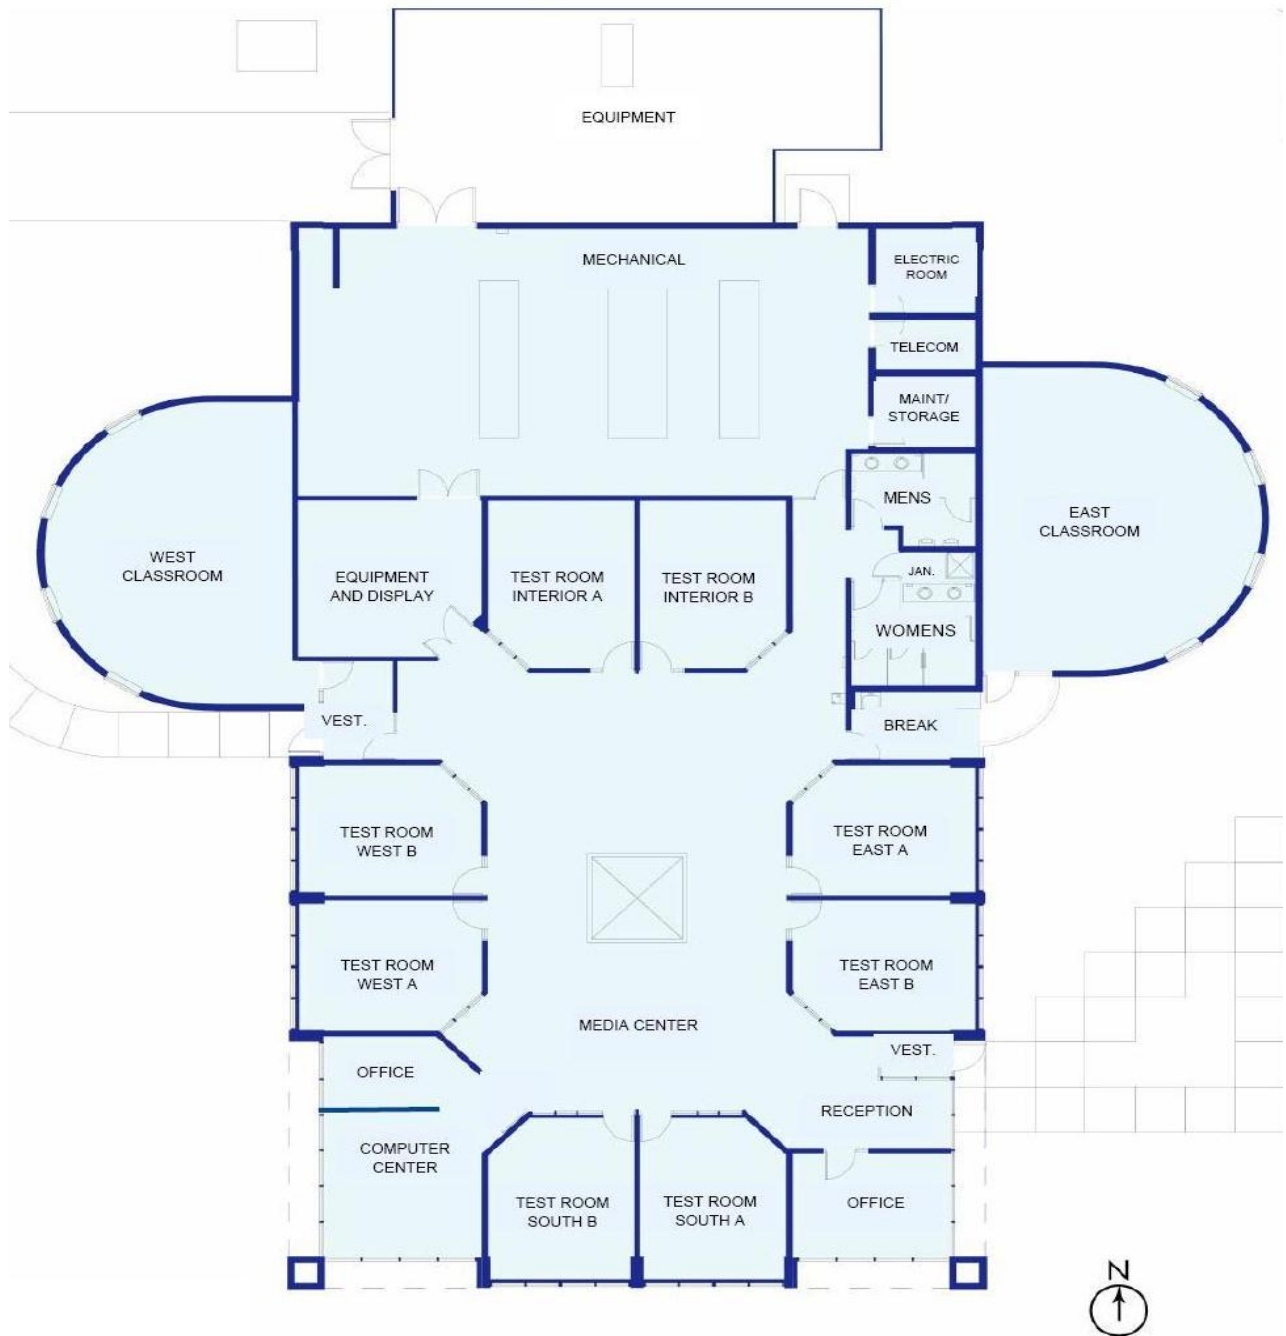 EQUIPMENT
MECHANICAL
ELECTRIC
ROOM
TELECOM
MAINT/
STORAGE
MENS
EAST
CLASSROOM
WEST
CLASSROOM
EQUIPMENT
AND DISPLAY
TEST ROOM
INTERIOR A
TEST ROOM
INTERIOR B
JAN.
WOMENS
VEST.
BREAK
TEST ROOM
WEST B
TEST ROOM
EAST A
TEST ROOM
WEST A
TEST ROOM
EAST B
MEDIA CENTER
VEST.
OFFICE
RECEPTION
COMPUTER
CENTER
TEST ROOM
SOUTH B
TEST ROOM
SOUTH A
OFFICE
N